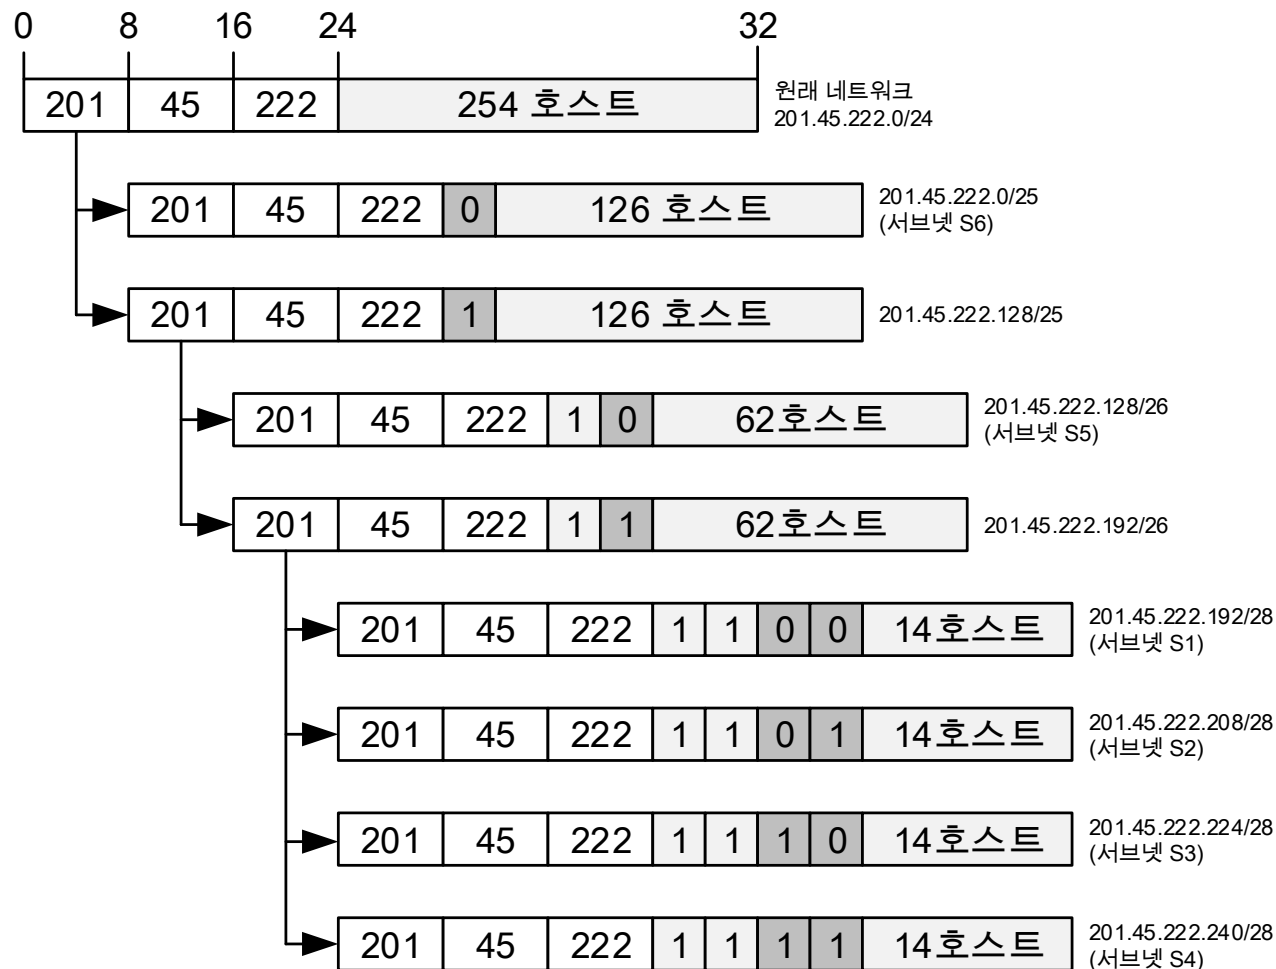 0 8 16 24 32
201 45 222 254 호스트
원래 네트워크
201.45.222.0/24
201 45 222 0 126 호스트
201.45.222.0/25
(서브넷 S6)
201 45 222 1 126 호스트
201.45.222.128/25
201 45 222 1 0 62호스트
201.45.222.128/26
(서브넷 S5)
201 45 222 1 1 62호스트
201.45.222.192/26
201 45 222 1 1 0 0 14호스트
201.45.222.192/28
(서브넷 S1)
201 45 222 1 1 0 1 14호스트
201.45.222.208/28
(서브넷 S2)
201 45 222 1 1 1 0 14호스트
201.45.222.224/28
(서브넷 S3)
201 45 222 1 1 1 1 14호스트
201.45.222.240/28
(서브넷 S4)